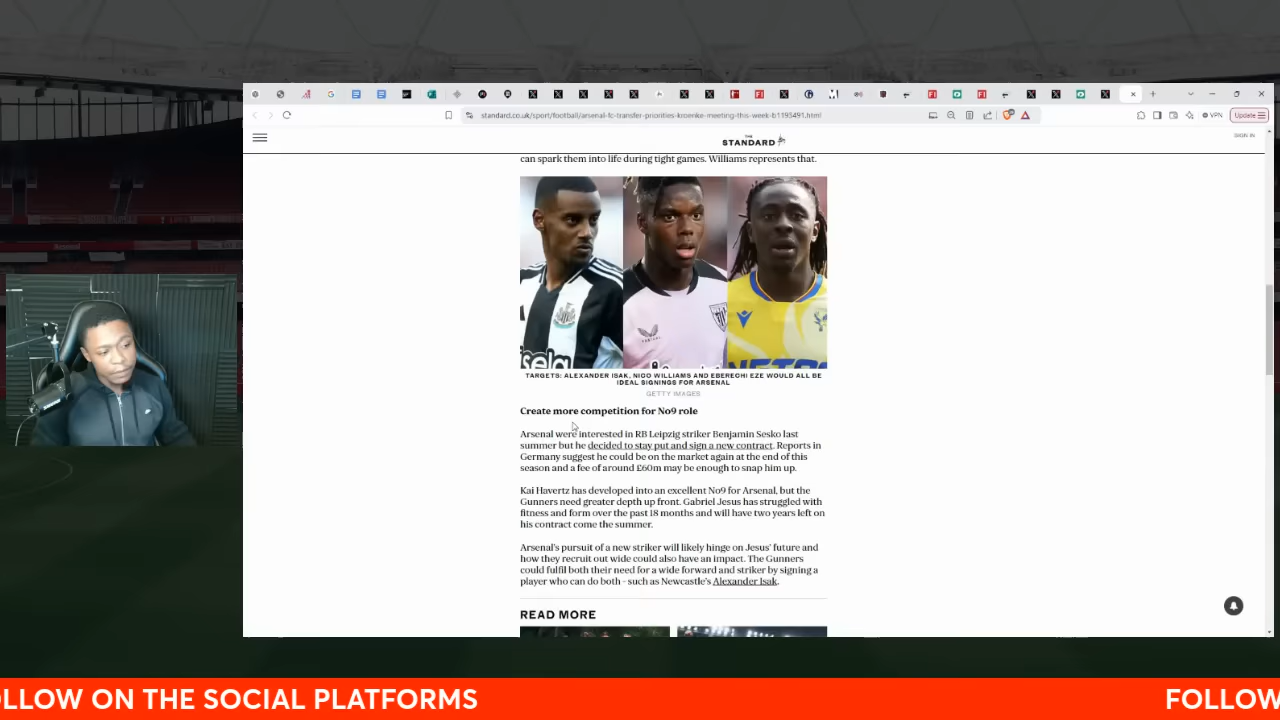 Update
standard.co.uk/sport/football/arsenal-fc-transfer-priorities-kroenke-meeting-this-week-b1193491.html
VPN
THE
STANDARD
SIGN IN
can spark them into life during tight games. Williams represents that.
TARGETS: ALEXANDER ISAK, NICO WILLIAMS AND EBERECHI EZE WOULD ALL BE
IDEAL SIGNINGS FOR ARSENAL
GETTY IMAGES
Create more competition for No9 role
Arsenal were interested in RB Leipzig striker Benjamin Sesko last
summer but he decided to stay put and sign a new contract. Reports in
Germany suggest he could be on the market again at the end of this
season and a fee of around £60m may be enough to snap him up.
Kai Havertz has developed into an excellent No9 for Arsenal, but the
Gunners need greater depth up front. Gabriel Jesus has struggled with
fitness and form over the past 18 months and will have two years left on
his contract come the summer.
Arsenal's pursuit of a new striker will likely hinge on Jesus' future and
how they recruit out wide could also have an impact. The Gunners
could fulfil both their need for a wide forward and striker by signing a
player who can do both - such as Newcastle's Alexander Isak.
READ MORE
OLLOW ON THE SOCIAL PLATFORMS
FOLLOW